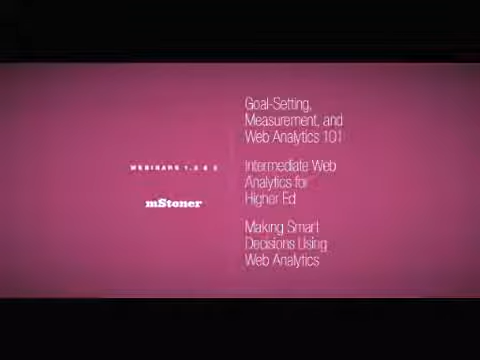 WEBINARS 1, 2 & 3
mStoner
Goal-Setting,
Measurement, and
Web Analytics 101
Intermediate Web
Analytics for
Higher Ed
Making Smart
Decisions Using
Web Analytics